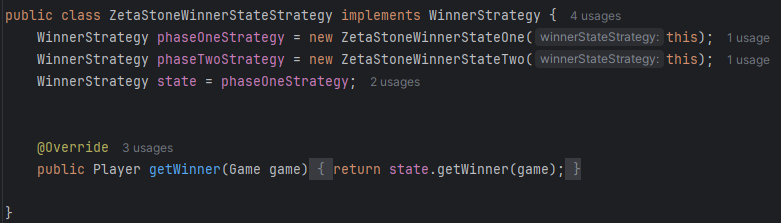 public class ZetaStoneWinnerStateStrategy implements WinnerStrategy { 4 usages
WinnerStrategy phaseOneStrategy = new ZetaStoneWinnerStateOne( winnerStateStrategy: this); 1 usage
WinnerStrategy phaseTwoStrategy = new ZetaStoneWinnerStateTwo( winnerStateStrategy: this); 1 usage
WinnerStrategy state = phaseOneStrategy; 2 usages
@Override 3 usages
public Player getWinner(Game game) { return state.getWinner(game); }
}